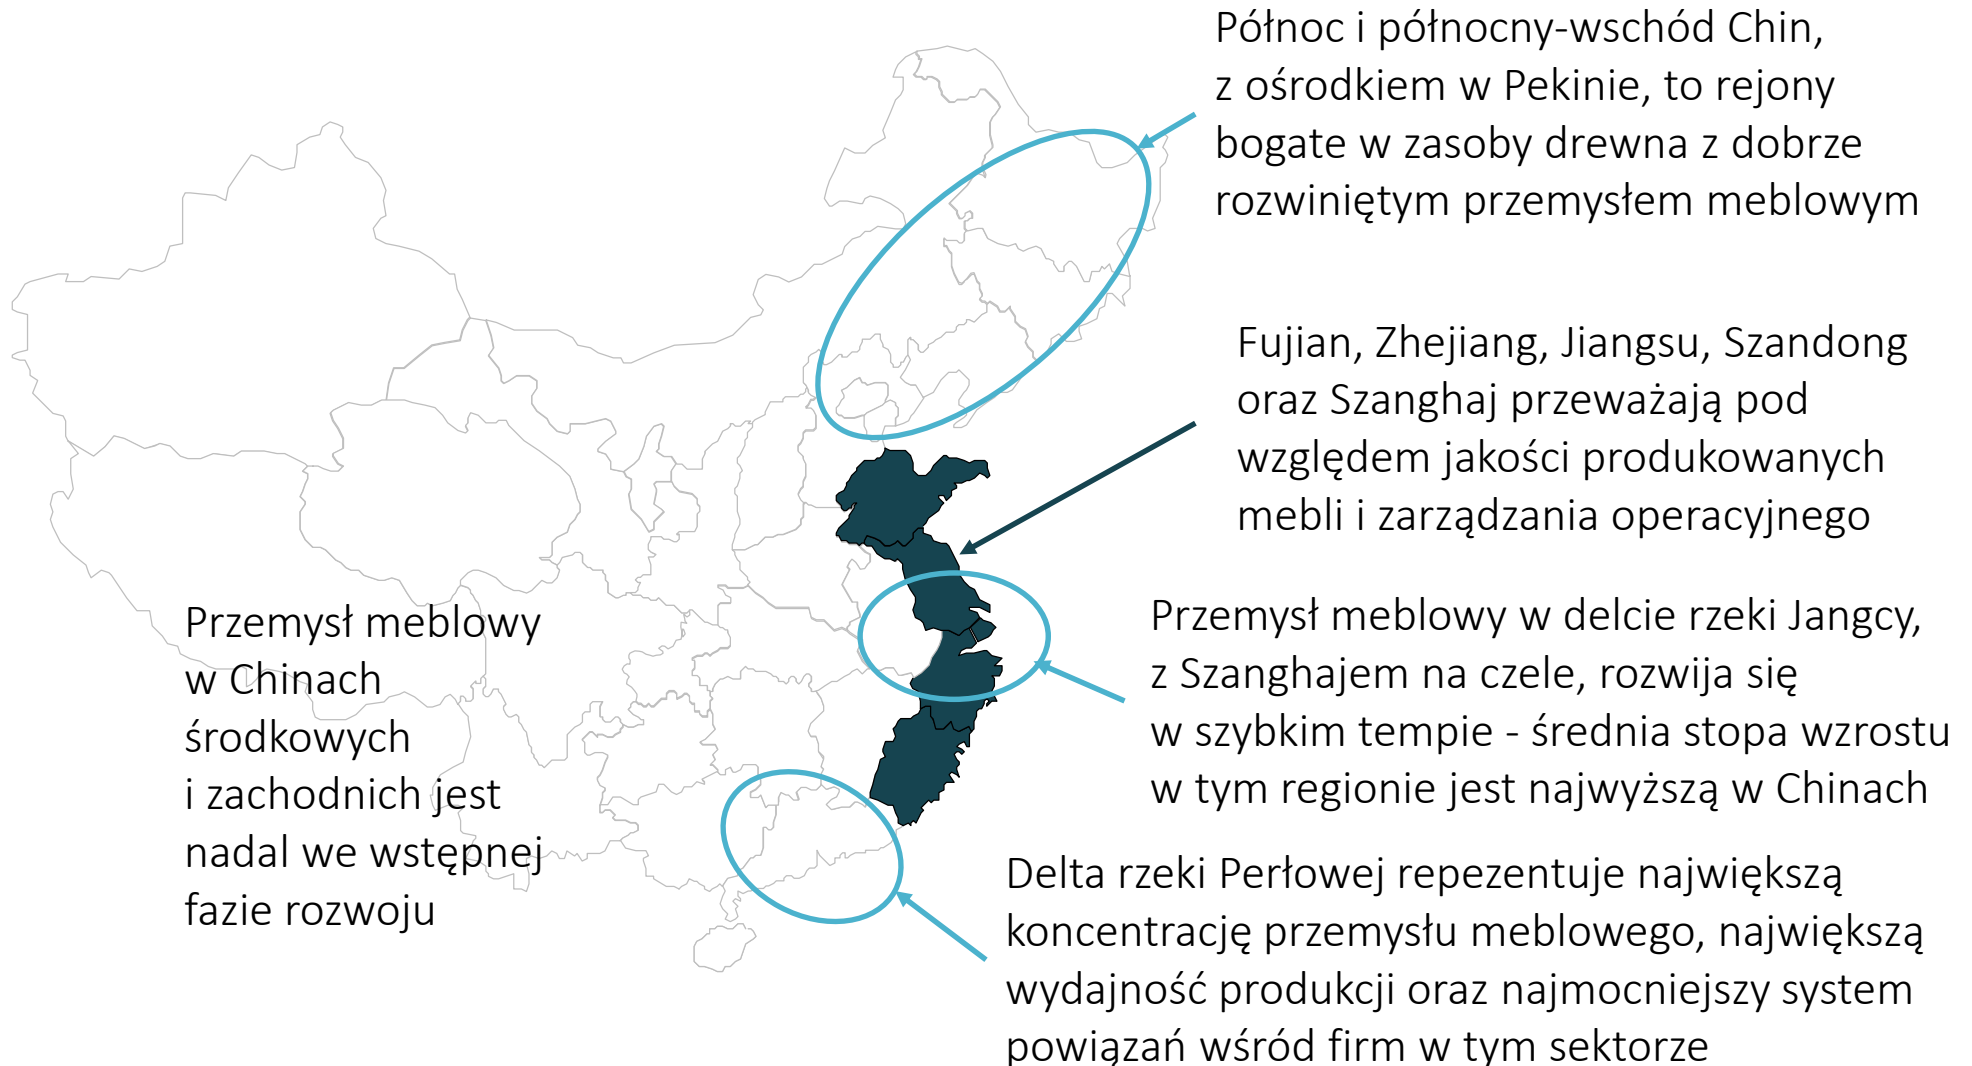 Północ i północny-wschód Chin,
z ośrodkiem w Pekinie, to rejony
bogate w zasoby drewna z dobrze
rozwiniętym przemysłem meblowym
Fujian, Zhejiang, Jiangsu, Szandong
oraz Szanghaj przeważają pod
względem jakości produkowanych
mebli i zarządzania operacyjnego
Przemysł meblowy
w Chinach
środkowych
i zachodnich jest
nadal we wstępnej
fazie rozwoju
Przemysł meblowy w delcie rzeki Jangcy,
z Szanghajem na czele, rozwija się
w szybkim tempie - średnia stopa wzrostu
w tym regionie jest najwyższą w Chinach
Delta rzeki Perłowej repezentuje największą
koncentrację przemysłu meblowego, największą
wydajność produkcji oraz najmocniejszy system
powiązań wśród firm w tym sektorze